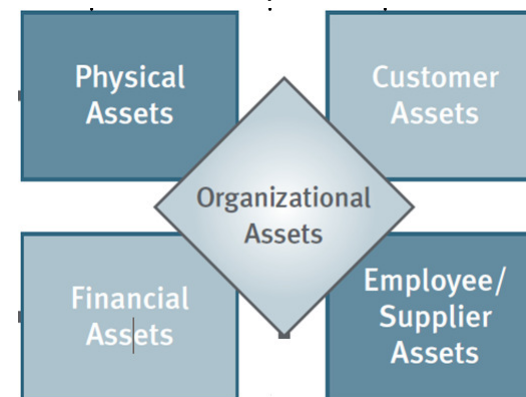 Physical
Assets
Customer
Assets
Organizational
Assets
Financial
Assets
Employee/
Supplier
Assets